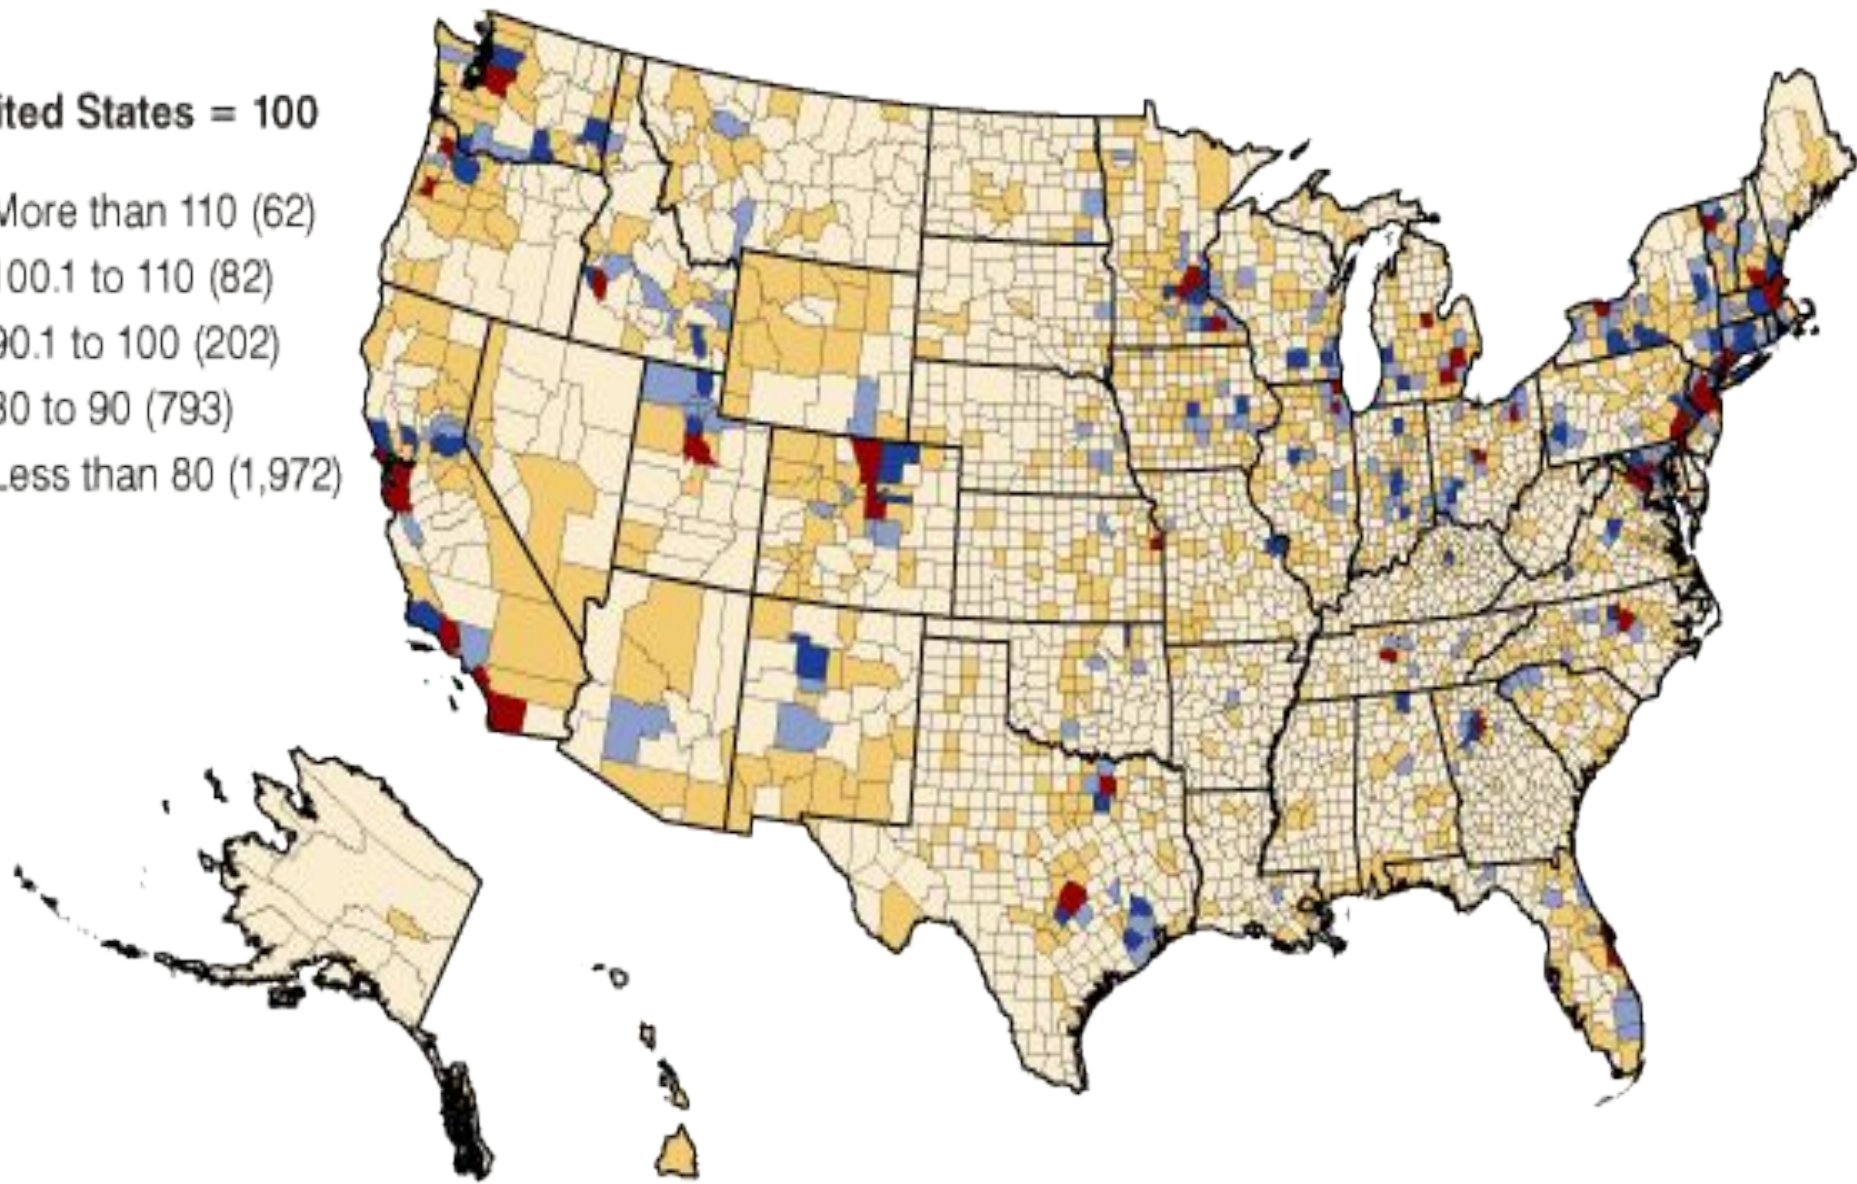 ited States = 100
More than 110 (62)
100.1 to 110 (82)
90.1 to 100 (202)
80 to 90 (793)
Less than 80 (1,972)